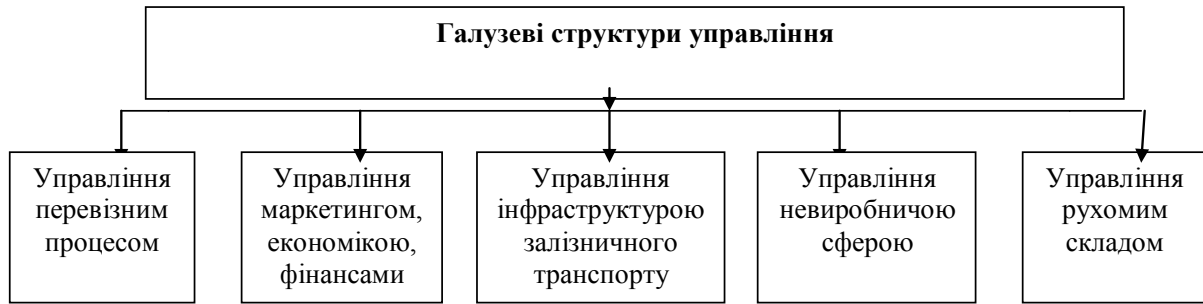 Галузеві структури управління
Управління
перевізним
процесом
Управління
маркетингом,
економікою,
фінансами
Управління
інфраструктурою
залізничного
транспорту
Управління
невиробничою
сферою
Управління
рухомим
складом